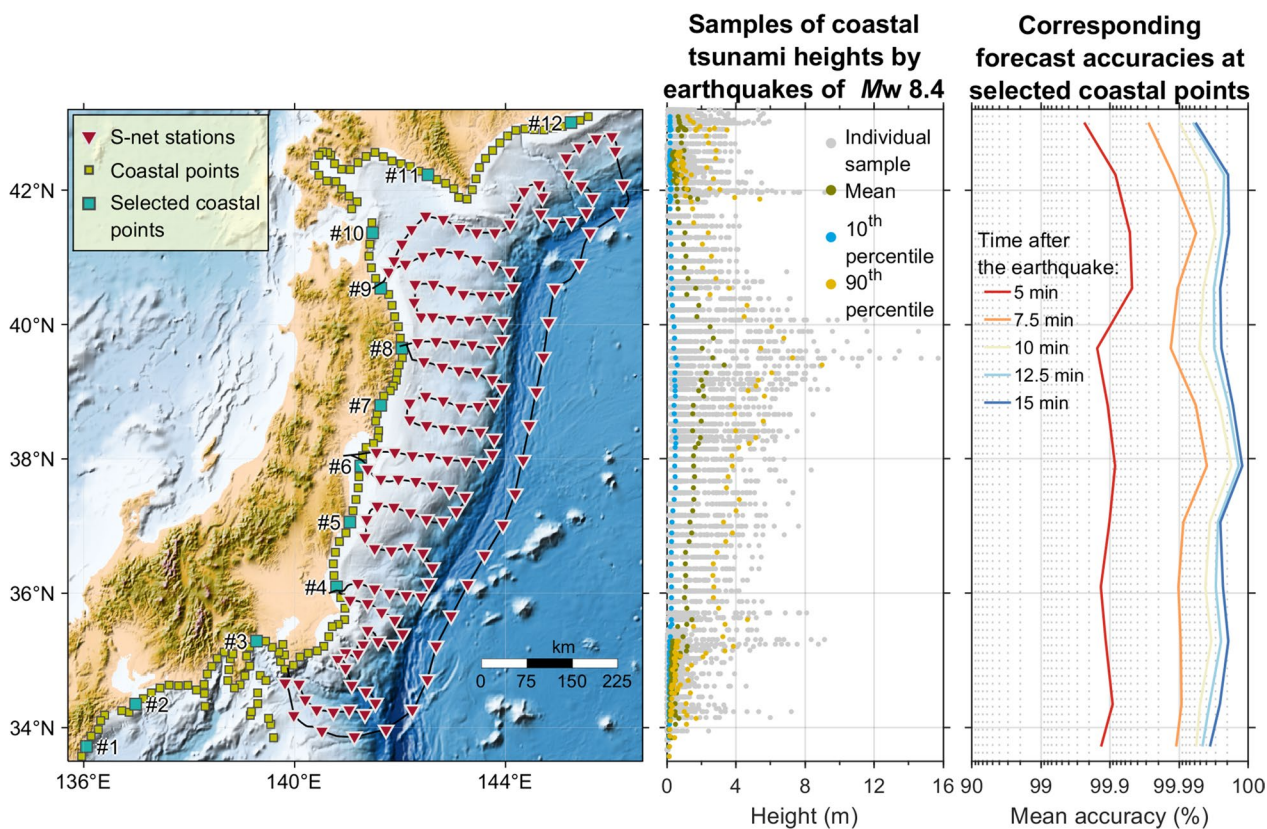 Samples of coastal
tsunami heights by
earthquakes of Mw 8.4
Corresponding
forecast accuracies at
selected coastal points
S-net stations
Coastal points
Selected coastal
points
#12
#11
#10
#9
#8
#7
#6
#5
#4
#3
#2
#1
42°N
40°N
38°N
36°N
34°N
136°E
140°E
144°E
km
0 75 150 225
Individual
sample
Mean
10th
percentile
90th
percentile
0 4 8 12 16
Height (m)
Time after
the earthquake:
5 min
7.5 min
10 min
12.5 min
15 min
90 99 99.9 99.99 100
Mean accuracy (%)